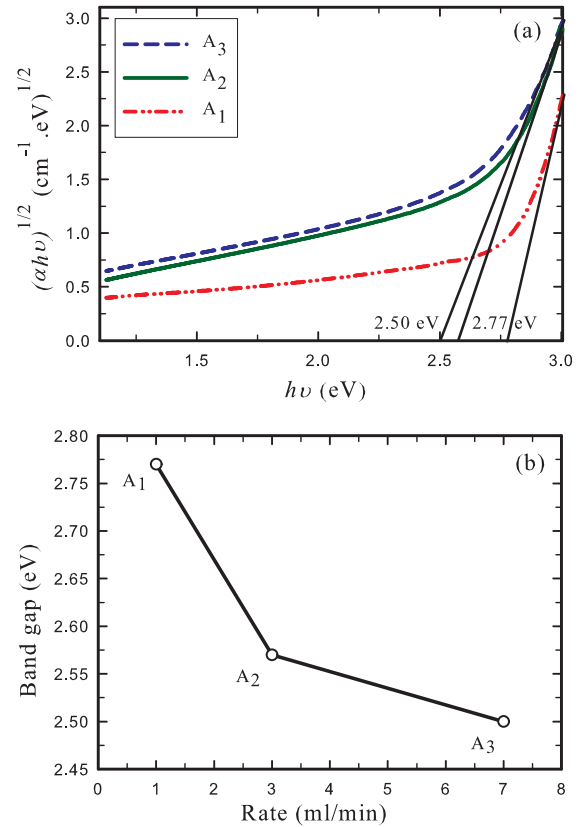 (a)
A3
A2
A1
3.0
2.5
2.0
1.5
1.0
0.5
0.0
(αhυ)^1/2 (cm^-1 .eV)^1/2
2.50 eV 2.77 eV
1.5 2.0 2.5 3.0
hυ (eV)
(b)
2.80
2.75
2.70
2.65
2.60
2.55
2.50
2.45
Band gap (eV)
A1
A2
A3
0 1 2 3 4 5 6 7 8
Rate (ml/min)